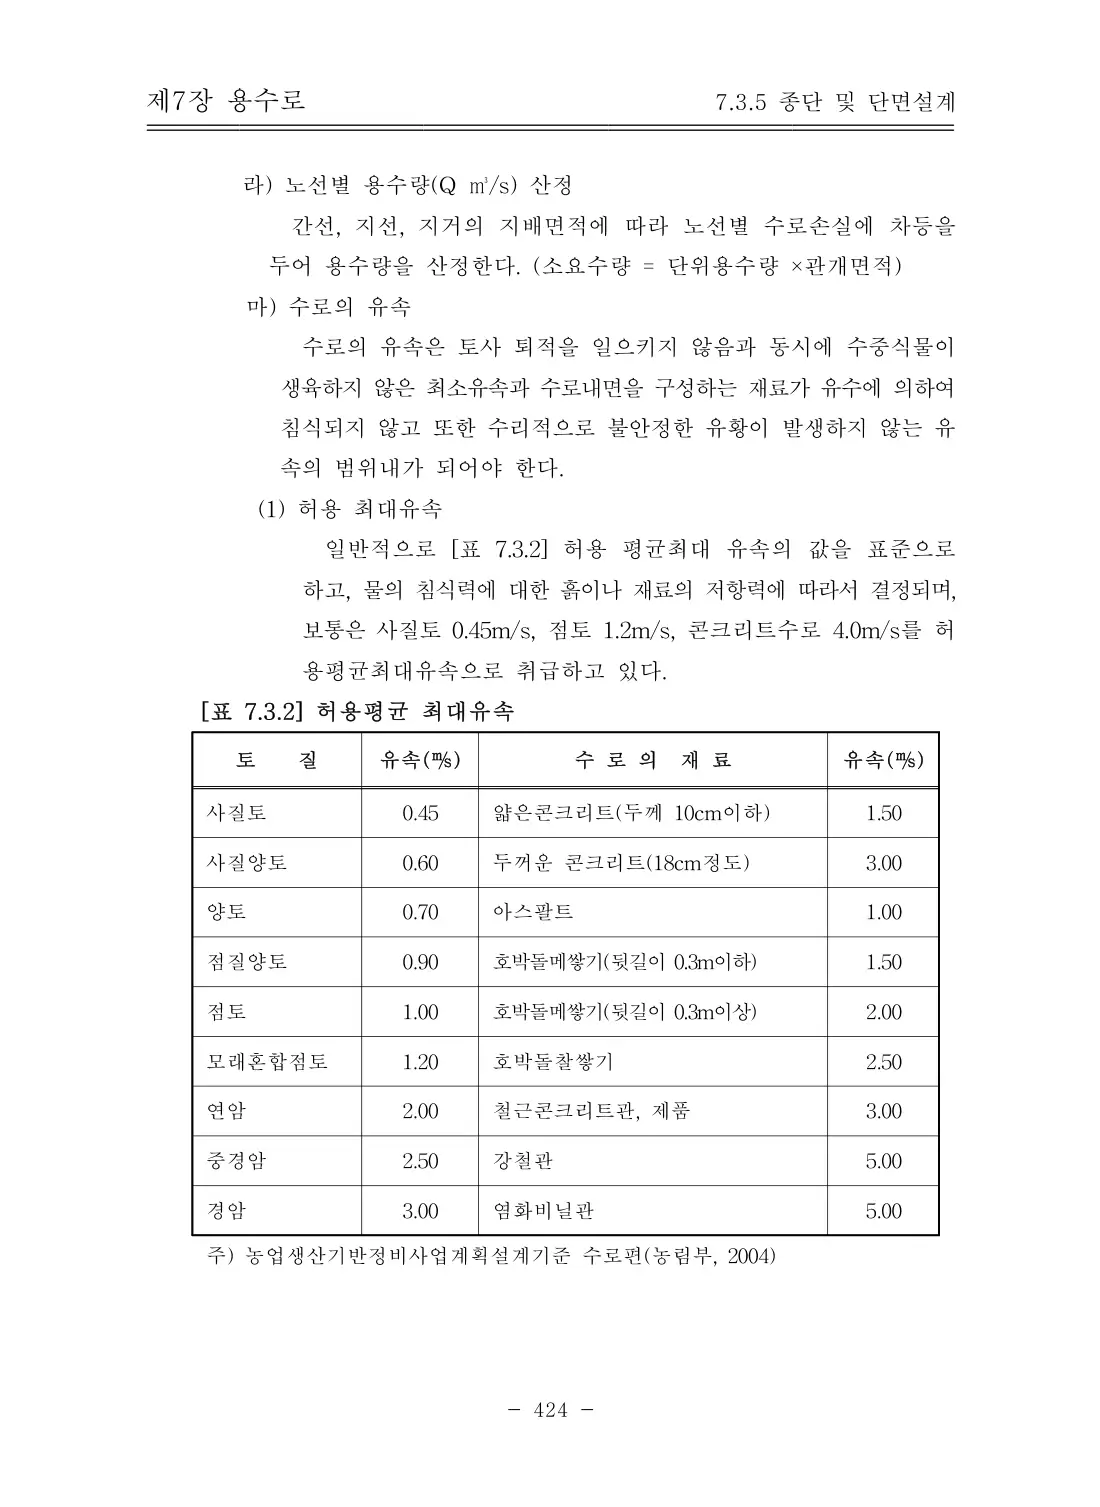 제7장 용수로
7.3.5 종단 및 단면설계
라) 노선별 용수량(Q ㎥/s) 산정
간선, 지선, 지거의 지배면적에 따라 노선별 수로손실에 차등을
두어 용수량을 산정한다. (소요수량 = 단위용수량 ×관개면적)
마) 수로의 유속
수로의 유속은 토사 퇴적을 일으키지 않음과 동시에 수중식물이
생육하지 않은 최소유속과 수로내면을 구성하는 재료가 유수에 의하여
침식되지 않고 또한 수리적으로 불안정한 유황이 발생하지 않는 유
속의 범위내가 되어야 한다.
(1) 허용 최대유속
일반적으로 [표 7.3.2] 허용 평균최대 유속의 값을 표준으로
하고, 물의 침식력에 대한 흙이나 재료의 저항력에 따라서 결정되며,
보통은 사질토 0.45m/s, 점토 1.2m/s, 콘크리트수로 4.0m/s를 허
용평균최대유속으로 취급하고 있다.
[표 7.3.2] 허용평균 최대유속
토 질 유속(㎧) 수 로 의 재 료 유속(㎧)
사질토 0.45 얇은콘크리트(두께 10cm이하) 1.50
사질양토 0.60 두꺼운 콘크리트(18cm정도) 3.00
양토 0.70 아스팔트 1.00
점질양토 0.90 호박돌메쌓기(뒷길이 0.3m이하) 1.50
점토 1.00 호박돌메쌓기(뒷길이 0.3m이상) 2.00
모래혼합점토 1.20 호박돌찰쌓기 2.50
연암 2.00 철근콘크리트관, 제품 3.00
중경암 2.50 강철관 5.00
경암 3.00 염화비닐관 5.00
주) 농업생산기반정비사업계획설계기준 수로편(농림부, 2004)
- 424 -